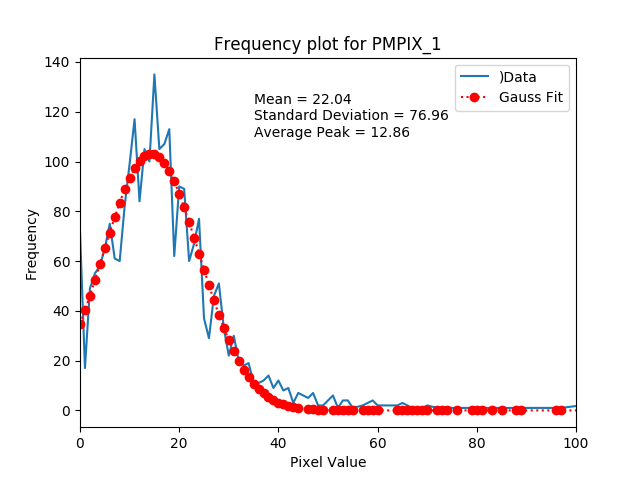 Frequency plot for PMPIX_1
)Data
Gauss Fit
Mean = 22.04
Standard Deviation = 76.96
Average Peak = 12.86
140
120
100
80
60
40
20
0
Frequency
0 20 40 60 80 100
Pixel Value